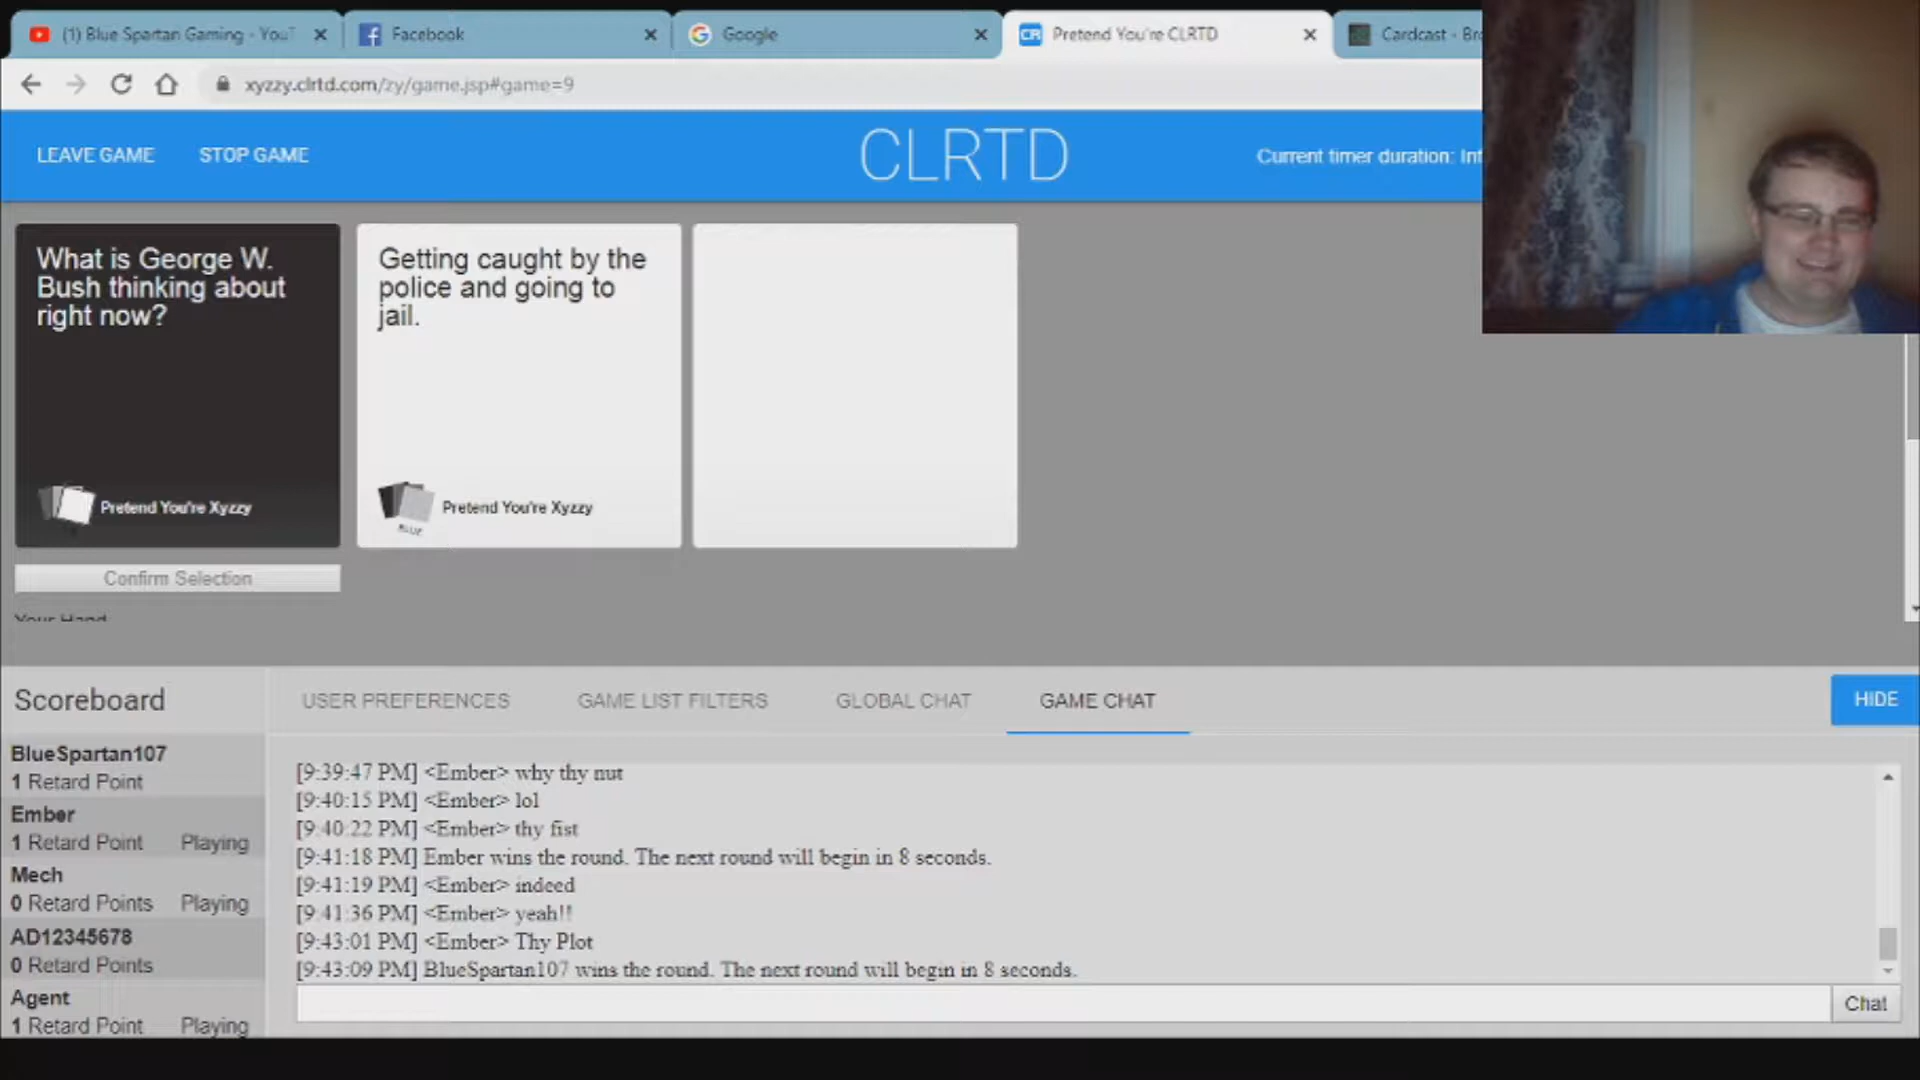 (1) Blue Spartan Gaming - YouT
Facebook
Google
Pretend You're CLRTD
Cardcast - Bro
xyzzy.clrtd.com/zy/game.jsp#game=9
LEAVE GAME
STOP GAME
CLRTD
Current timer duration: Inf
What is George W.
Bush thinking about
right now?
Pretend You're Xyzzy
Getting caught by the
police and going to
jail.
BLUE
Pretend You're Xyzzy
Confirm Selection
Your Hand
Scoreboard
USER PREFERENCES
GAME LIST FILTERS
GLOBAL CHAT
GAME CHAT
HIDE
BlueSpartan107
1 Retard Point
Ember
1 Retard Point Playing
Mech
0 Retard Points Playing
AD12345678
0 Retard Points
Agent
1 Retard Point Playing
[9:39:47 PM] <Ember> why thy nut
[9:40:15 PM] <Ember> lol
[9:40:22 PM] <Ember> thy fist
[9:41:18 PM] Ember wins the round. The next round will begin in 8 seconds.
[9:41:19 PM] <Ember> indeed
[9:41:36 PM] <Ember> yeah!!
[9:43:01 PM] <Ember> Thy Plot
[9:43:09 PM] BlueSpartan107 wins the round. The next round will begin in 8 seconds.
Chat